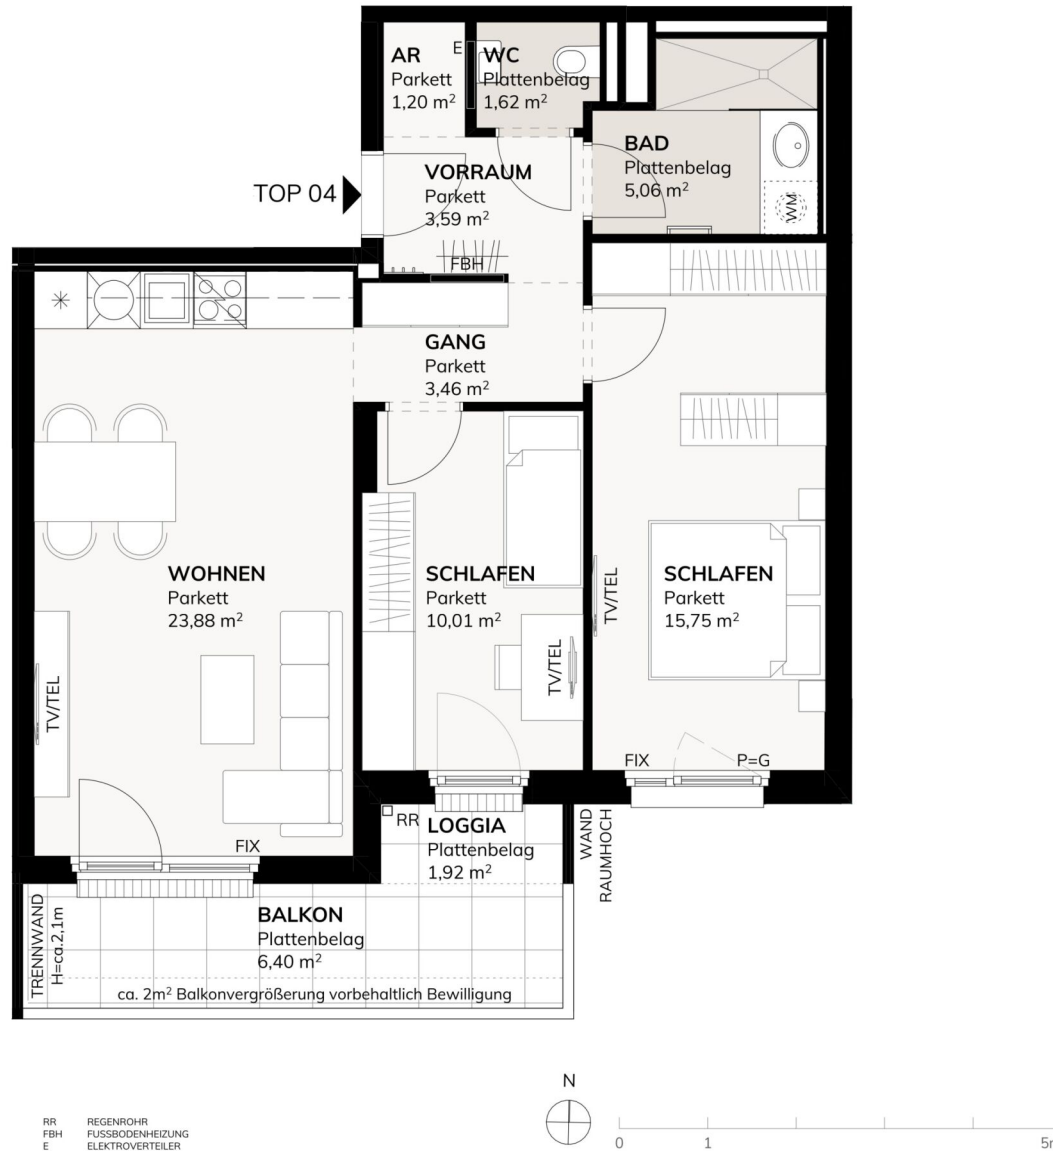 AR
Parkett
1,20 m²
E
WC
Plattenbelag
1,62 m²
BAD
Plattenbelag
5,06 m²
WM
TOP 04
VORRAUM
Parkett
3,59 m²
FBH
GANG
Parkett
3,46 m²
WOHNEN
Parkett
23,88 m²
TV/TEL
FIX
SCHLAFEN
Parkett
10,01 m²
TV/TEL
SCHLAFEN
Parkett
15,75 m²
TV/TEL
FIX
P=G
RR
LOGGIA
Plattenbelag
1,92 m²
WAND
RAUMHOCH
BALKON
Plattenbelag
6,40 m²
TRENNWAND
H=ca.2,1m
ca. 2m² Balkonvergrößerung vorbehaltlich Bewilligung
N
RR REGENROHR
FBH FUSSBODENHEIZUNG
E ELEKTROVERTEILER
0 1 5